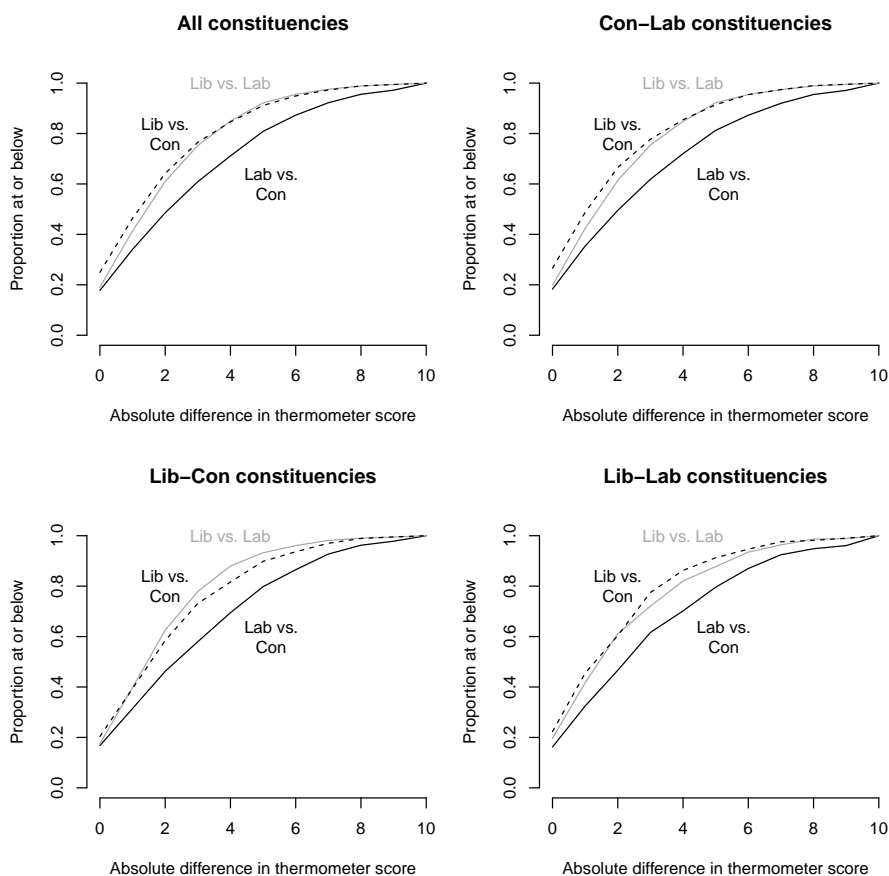 All constituencies
Proportion at or below
1.0
0.8
0.6
0.4
0.2
0.0
Lib vs. Lab
Lib vs.
Con
Lab vs.
Con
0 2 4 6 8 10
Absolute difference in thermometer score
Con−Lab constituencies
Proportion at or below
1.0
0.8
0.6
0.4
0.2
0.0
Lib vs. Lab
Lib vs.
Con
Lab vs.
Con
0 2 4 6 8 10
Absolute difference in thermometer score
Lib−Con constituencies
Proportion at or below
1.0
0.8
0.6
0.4
0.2
0.0
Lib vs. Lab
Lib vs.
Con
Lab vs.
Con
0 2 4 6 8 10
Absolute difference in thermometer score
Lib−Lab constituencies
Proportion at or below
1.0
0.8
0.6
0.4
0.2
0.0
Lib vs. Lab
Lib vs.
Con
Lab vs.
Con
0 2 4 6 8 10
Absolute difference in thermometer score